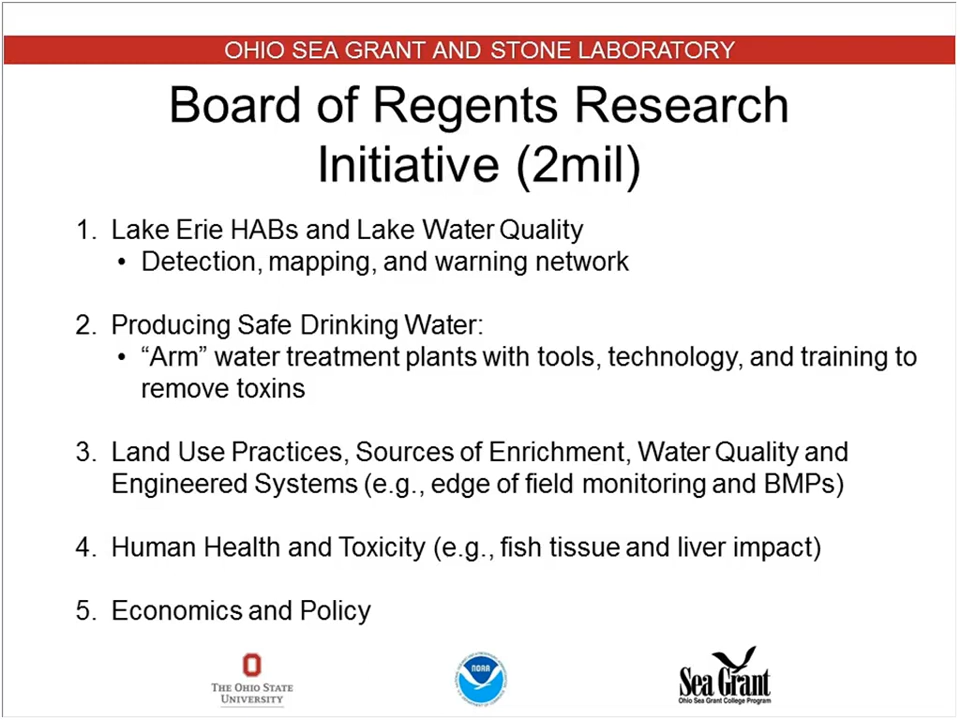 OHIO SEA GRANT AND STONE LABORATORY
Board of Regents Research
Initiative (2mil)
1. Lake Erie HABs and Lake Water Quality
• Detection, mapping, and warning network
2. Producing Safe Drinking Water:
• “Arm” water treatment plants with tools, technology, and training to
remove toxins
3. Land Use Practices, Sources of Enrichment, Water Quality and
Engineered Systems (e.g., edge of field monitoring and BMPs)
4. Human Health and Toxicity (e.g., fish tissue and liver impact)
5. Economics and Policy
THE OHIO STATE
UNIVERSITY
NOAA
Sea Grant
Ohio Sea Grant College Program